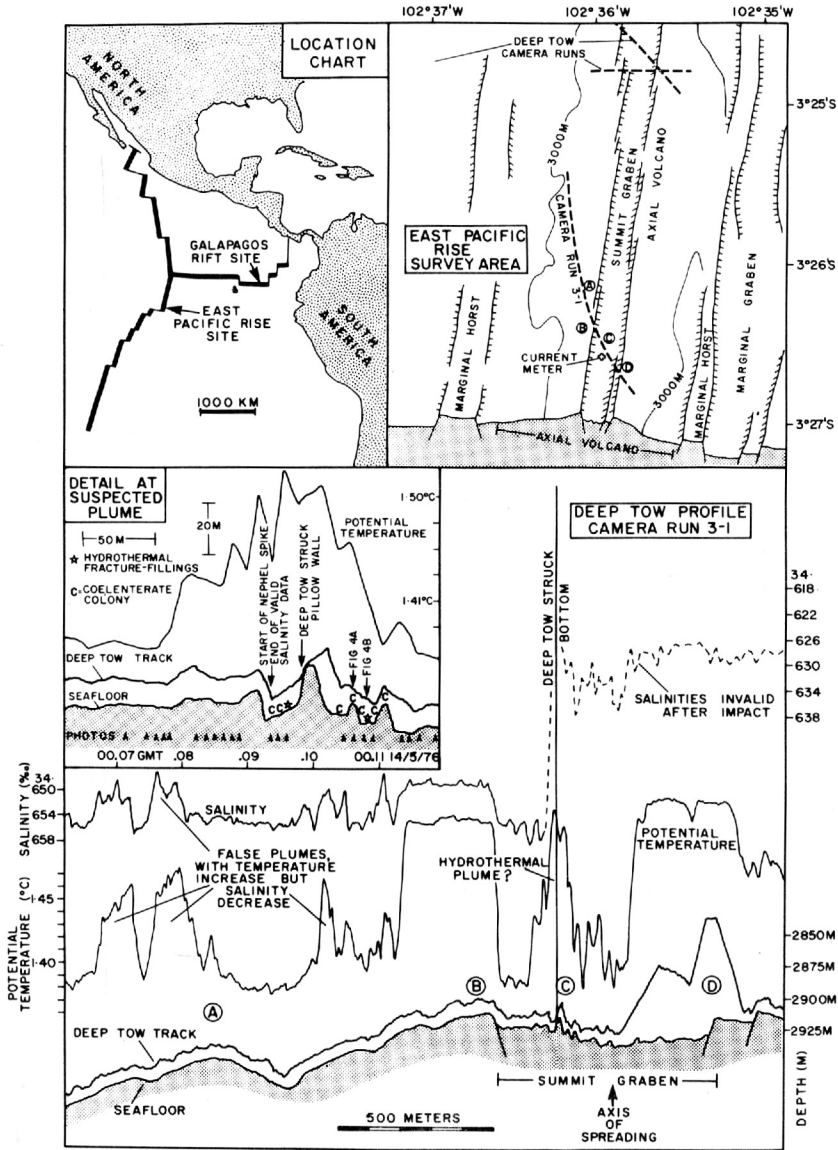 LOCATION
CHART
NORTH
AMERICA
GALAPAGOS
RIFT SITE
EAST
PACIFIC RISE
SITE
SOUTH
AMERICA
1000 KM
102°37'W
102°36'W
102°35'W
DEEP TOW
CAMERA RUNS
3°25'S
3000M
CAMERA RUN 3-1
SUMMIT GRABEN
AXIAL VOLCANO
EAST PACIFIC
RISE
SURVEY AREA
3°26'S
A
B
C
D
CURRENT
METER
MARGINAL HORST
3000M
MARGINAL HORST
MARGINAL GRABEN
3°27'S
AXIAL VOLCANO
DETAIL AT
SUSPECTED
PLUME
50M
20M
1·50°C
POTENTIAL
TEMPERATURE
☆ HYDROTHERMAL
FRACTURE-FILLINGS
C=COELENTERATE
COLONY
1·41°C
START OF NEPHEL SPIKE
END OF VALID
SALINITY DATA
DEEP TOW STRUCK
PILLOW WALL
FIG 4A
FIG 4B
DEEP TOW TRACK
SEAFLOOR
CC☆ C C C C C
PHOTOS
00.07 GMT .08 .09 .10 00.11 14/5/76
DEEP TOW PROFILE
CAMERA RUN 3-1
DEEP TOW STRUCK
BOTTOM
34·
618
622
626
630
634
638
SALINITIES INVALID
AFTER IMPACT
SALINITY (‰)
34·
650
654
658
SALINITY
FALSE PLUMES,
WITH TEMPERATURE
INCREASE BUT
SALINITY
DECREASE
HYDROTHERMAL
PLUME?
POTENTIAL
TEMPERATURE
POTENTIAL
TEMPERATURE (°C)
1·45
1·40
2850M
2875M
2900M
2925M
DEPTH (M)
A
B
C
D
DEEP TOW TRACK
SEAFLOOR
SUMMIT GRABEN
500 METERS
AXIS
OF
SPREADING